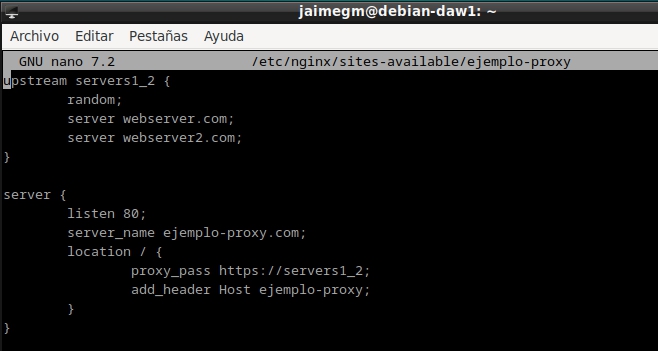 jaimegm@debian-daw1: ~
Archivo Editar Pestañas Ayuda
GNU nano 7.2 /etc/nginx/sites-available/ejemplo-proxy
upstream servers1_2 {
random;
server webserver.com;
server webserver2.com;
}
server {
listen 80;
server_name ejemplo-proxy.com;
location / {
proxy_pass https://servers1_2;
add_header Host ejemplo-proxy;
}
}